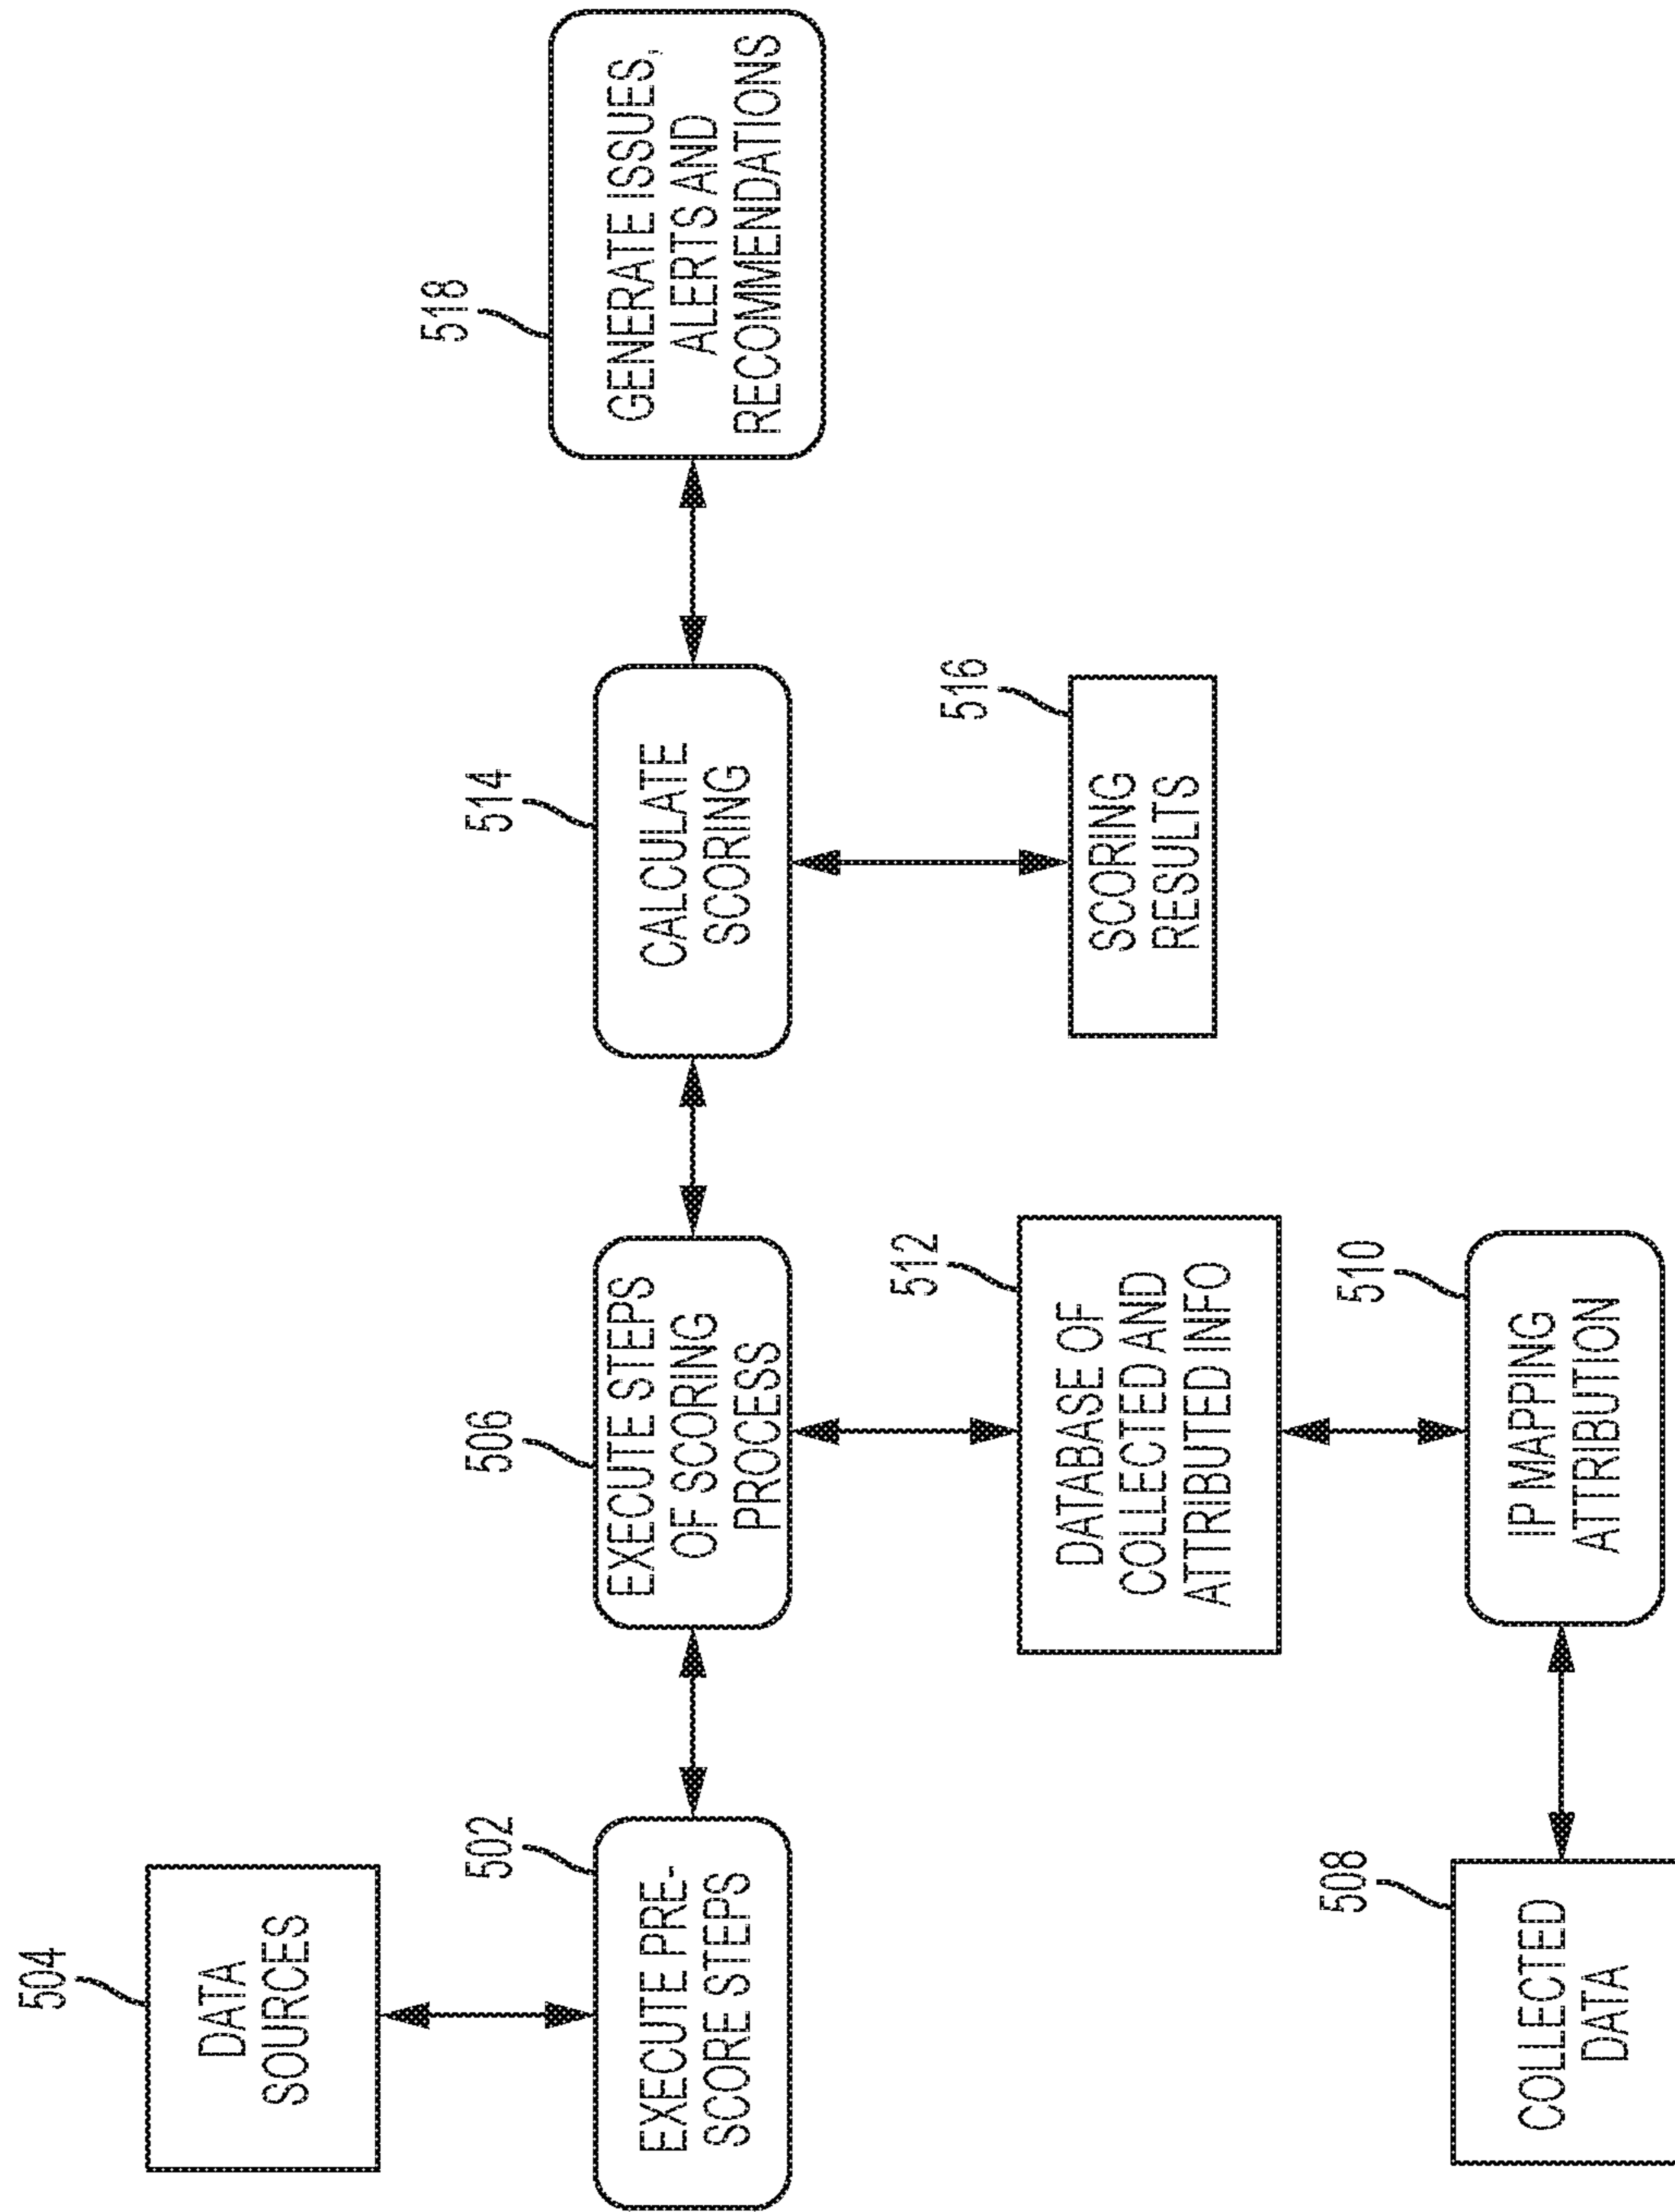 504
DATA
SOURCES
502
EXECUTE PRE-
SCORE STEPS
506
EXECUTE STEPS
OF SCORING
PROCESS
514
CALCULATE
SCORING
518
GENERATE ISSUES,
ALERTS AND
RECOMMENDATIONS
512
DATABASE OF
COLLECTED AND
ATTRIBUTED INFO
516
SCORING
RESULTS
508
COLLECTED
DATA
510
IP MAPPING
ATTRIBUTION